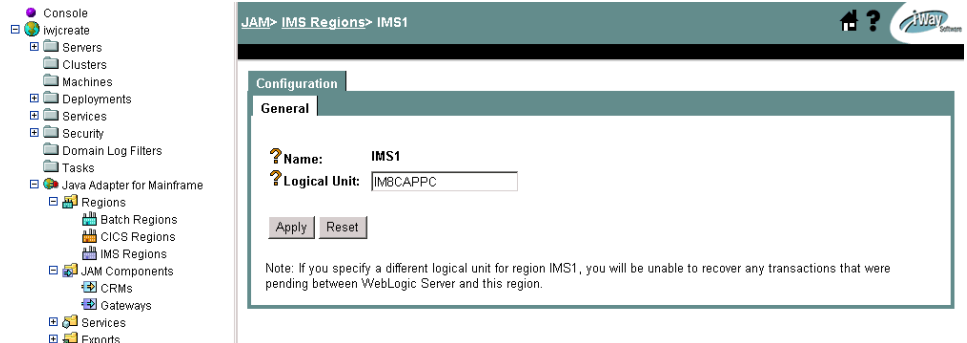 Console
iwjcreate
Servers
Clusters
Machines
Deployments
Services
Security
Domain Log Filters
Tasks
Java Adapter for Mainframe
Regions
Batch Regions
CICS Regions
IMS Regions
JAM Components
CRMs
Gateways
Services
Exports
JAM> IMS Regions> IMS1
? iWay Software
Configuration
General
? Name: IMS1
? Logical Unit: IM8CAPPC
Apply Reset
Note: If you specify a different logical unit for region IMS1, you will be unable to recover any transactions that were
pending between WebLogic Server and this region.